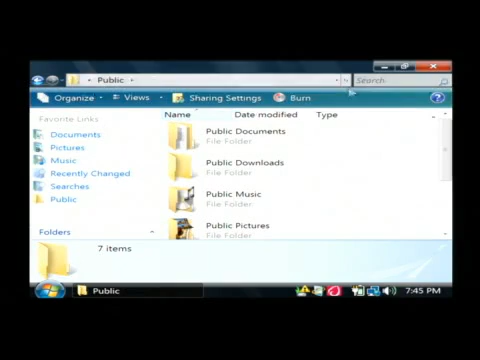 Public
Search
Organize Views Sharing Settings Burn ?
Favorite Links
Documents
Pictures
Music
Recently Changed
Searches
Public
Folders
Name Date modified Type
Public Documents
File Folder
Public Downloads
File Folder
Public Music
File Folder
Public Pictures
File Folder
7 items
Public
7:45 PM